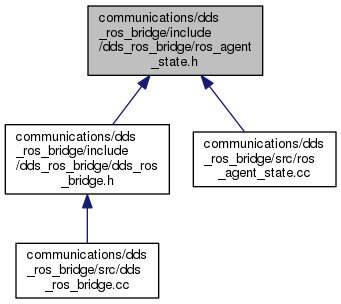 communications/dds
_ros_bridge/include
/dds_ros_bridge/ros_agent
_state.h
communications/dds
_ros_bridge/include
/dds_ros_bridge/dds_ros
_bridge.h
communications/dds
_ros_bridge/src/ros
_agent_state.cc
communications/dds
_ros_bridge/src/dds
_ros_bridge.cc